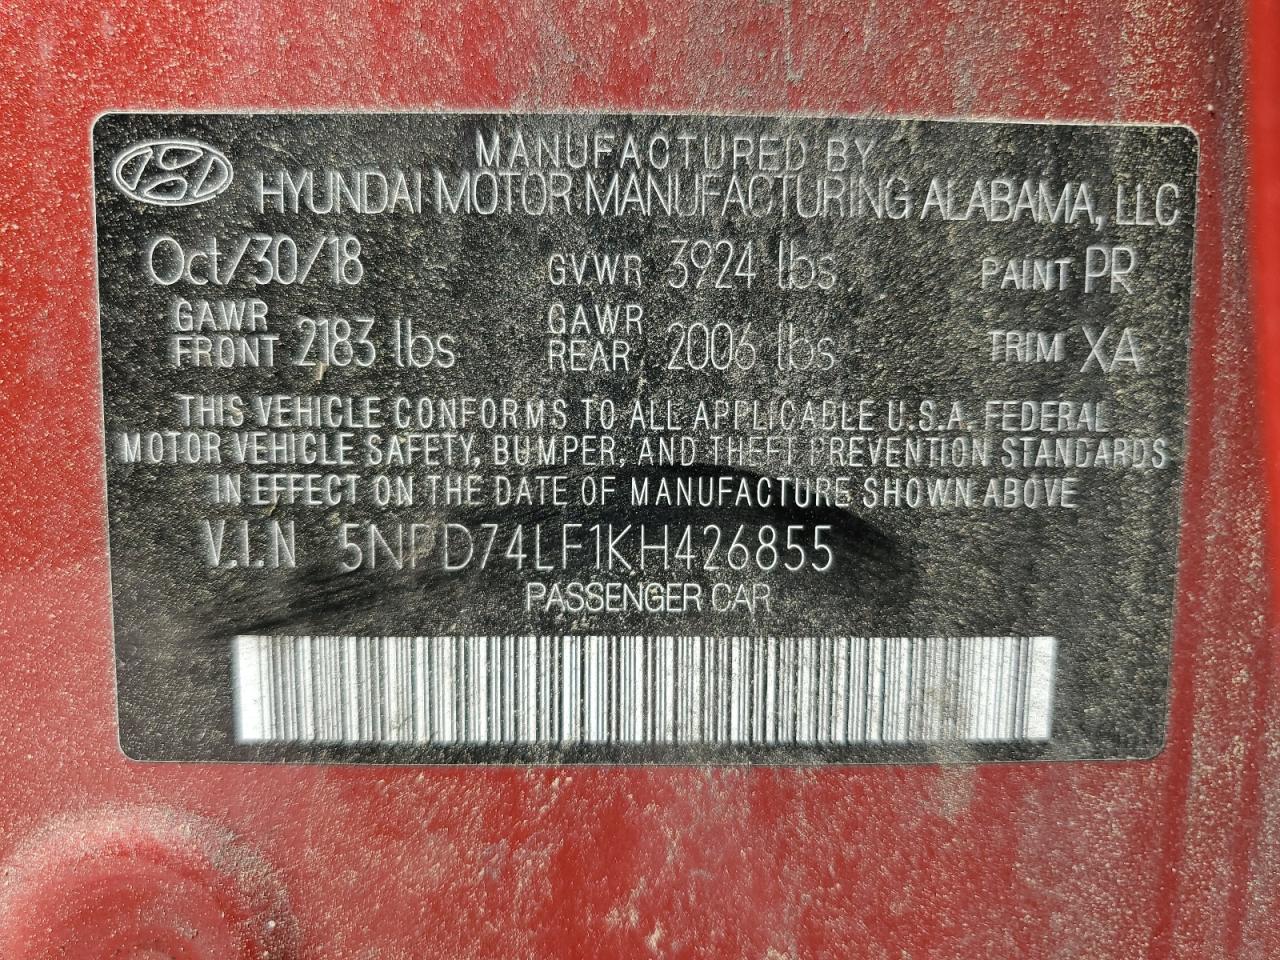 MANUFACTURED BY
HYUNDAI MOTOR MANUFACTURING ALABAMA, LLC
Oct/30/18 GVWR 3924 lbs PAINT PR
GAWR FRONT 2183 lbs GAWR REAR 2006 lbs TRIM XA
THIS VEHICLE CONFORMS TO ALL APPLICABLE U.S.A. FEDERAL
MOTOR VEHICLE SAFETY, BUMPER, AND THEFT PREVENTION STANDARDS
IN EFFECT ON THE DATE OF MANUFACTURE SHOWN ABOVE
V.I.N 5NPD74LF1KH426855
PASSENGER CAR